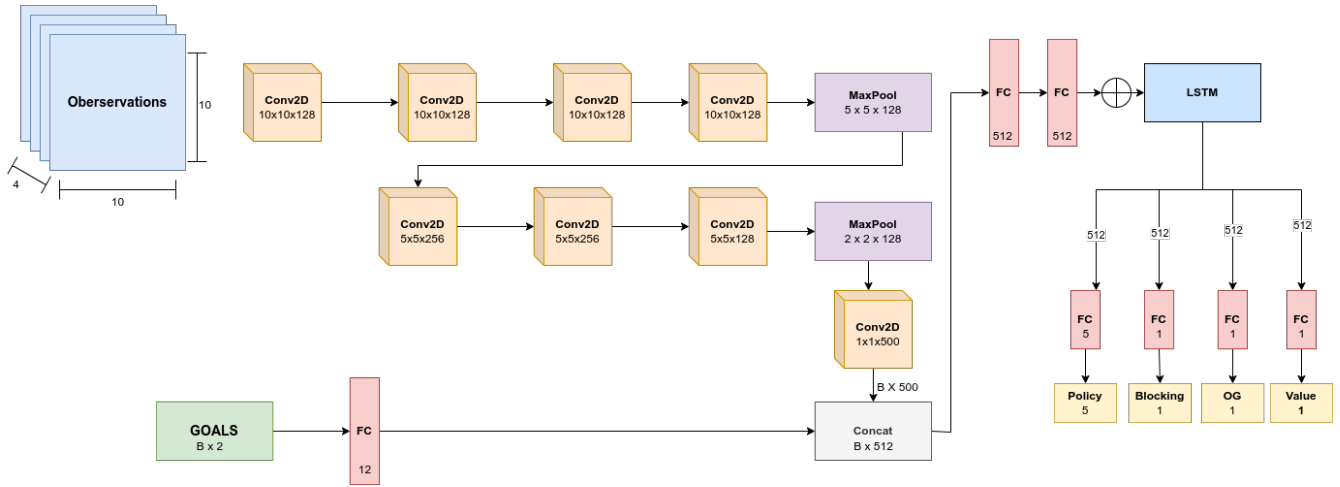 Oberservations
10
4
10
Conv2D
10x10x128
Conv2D
10x10x128
Conv2D
10x10x128
Conv2D
10x10x128
MaxPool
5 x 5 x 128
Conv2D
5x5x256
Conv2D
5x5x256
Conv2D
5x5x128
MaxPool
2 x 2 x 128
Conv2D
1x1x500
B X 500
GOALS
B x 2
FC
12
Concat
B x 512
FC
512
FC
512
LSTM
512
512
512
512
FC
5
FC
1
FC
1
FC
1
Policy
5
Blocking
1
OG
1
Value
1